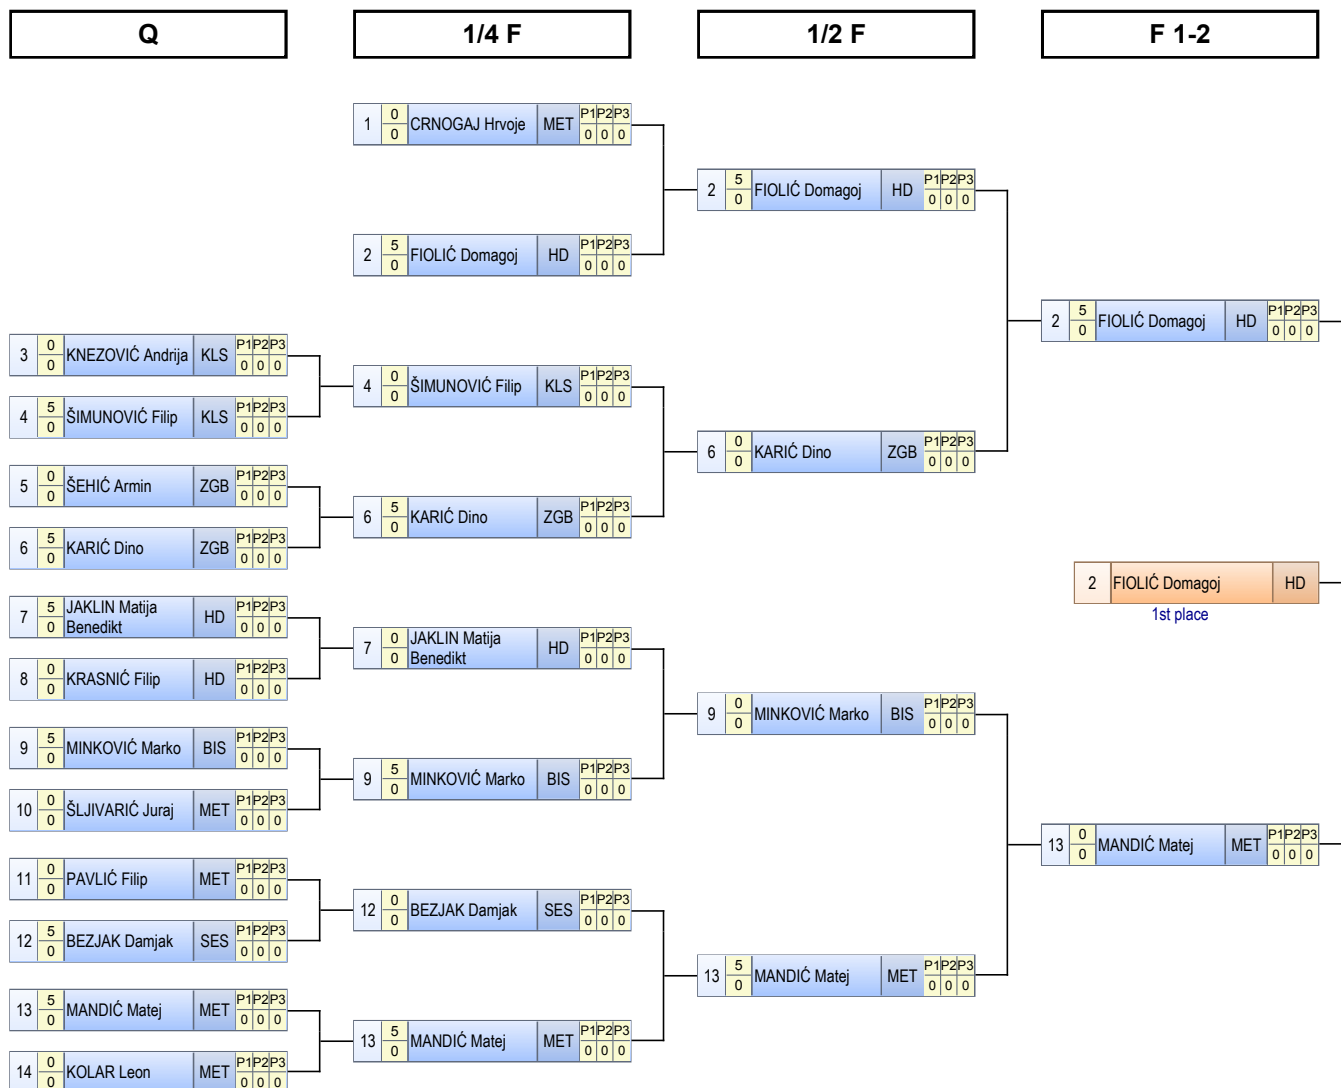 Q 1/4 F 1/2 F F 1-2
1 0 CRNOGAJ Hrvoje MET P1 P2 P3
0 0 0 0
2 5 FIOLIĆ Domagoj HD P1 P2 P3
0 0 0 0
2 5 FIOLIĆ Domagoj HD P1 P2 P3
0 0 0 0
2 5 FIOLIĆ Domagoj HD P1 P2 P3
0 0 0 0
3 0 KNEZOVIĆ Andrija KLS P1 P2 P3
0 0 0 0
4 0 ŠIMUNOVIĆ Filip KLS P1 P2 P3
0 0 0 0
4 5 ŠIMUNOVIĆ Filip KLS P1 P2 P3
0 0 0 0
6 0 KARIĆ Dino ZGB P1 P2 P3
0 0 0 0
5 0 ŠEHIĆ Armin ZGB P1 P2 P3
0 0 0 0
6 5 KARIĆ Dino ZGB P1 P2 P3
0 0 0 0
6 5 KARIĆ Dino ZGB P1 P2 P3
0 0 0 0
2 FIOLIĆ Domagoj HD
1st place
7 5 JAKLIN Matija HD P1 P2 P3
0 Benedikt 0 0 0
7 0 JAKLIN Matija HD P1 P2 P3
0 Benedikt 0 0 0
8 0 KRASNIĆ Filip HD P1 P2 P3
0 0 0 0
9 0 MINKOVIĆ Marko BIS P1 P2 P3
0 0 0 0
9 5 MINKOVIĆ Marko BIS P1 P2 P3
0 0 0 0
9 5 MINKOVIĆ Marko BIS P1 P2 P3
0 0 0 0
10 0 ŠLJIVARIĆ Juraj MET P1 P2 P3
0 0 0 0
13 0 MANDIĆ Matej MET P1 P2 P3
0 0 0 0
11 0 PAVLIĆ Filip MET P1 P2 P3
0 0 0 0
12 0 BEZJAK Damjak SES P1 P2 P3
0 0 0 0
12 5 BEZJAK Damjak SES P1 P2 P3
0 0 0 0
13 5 MANDIĆ Matej MET P1 P2 P3
0 0 0 0
13 5 MANDIĆ Matej MET P1 P2 P3
0 0 0 0
13 5 MANDIĆ Matej MET P1 P2 P3
0 0 0 0
14 0 KOLAR Leon MET P1 P2 P3
0 0 0 0